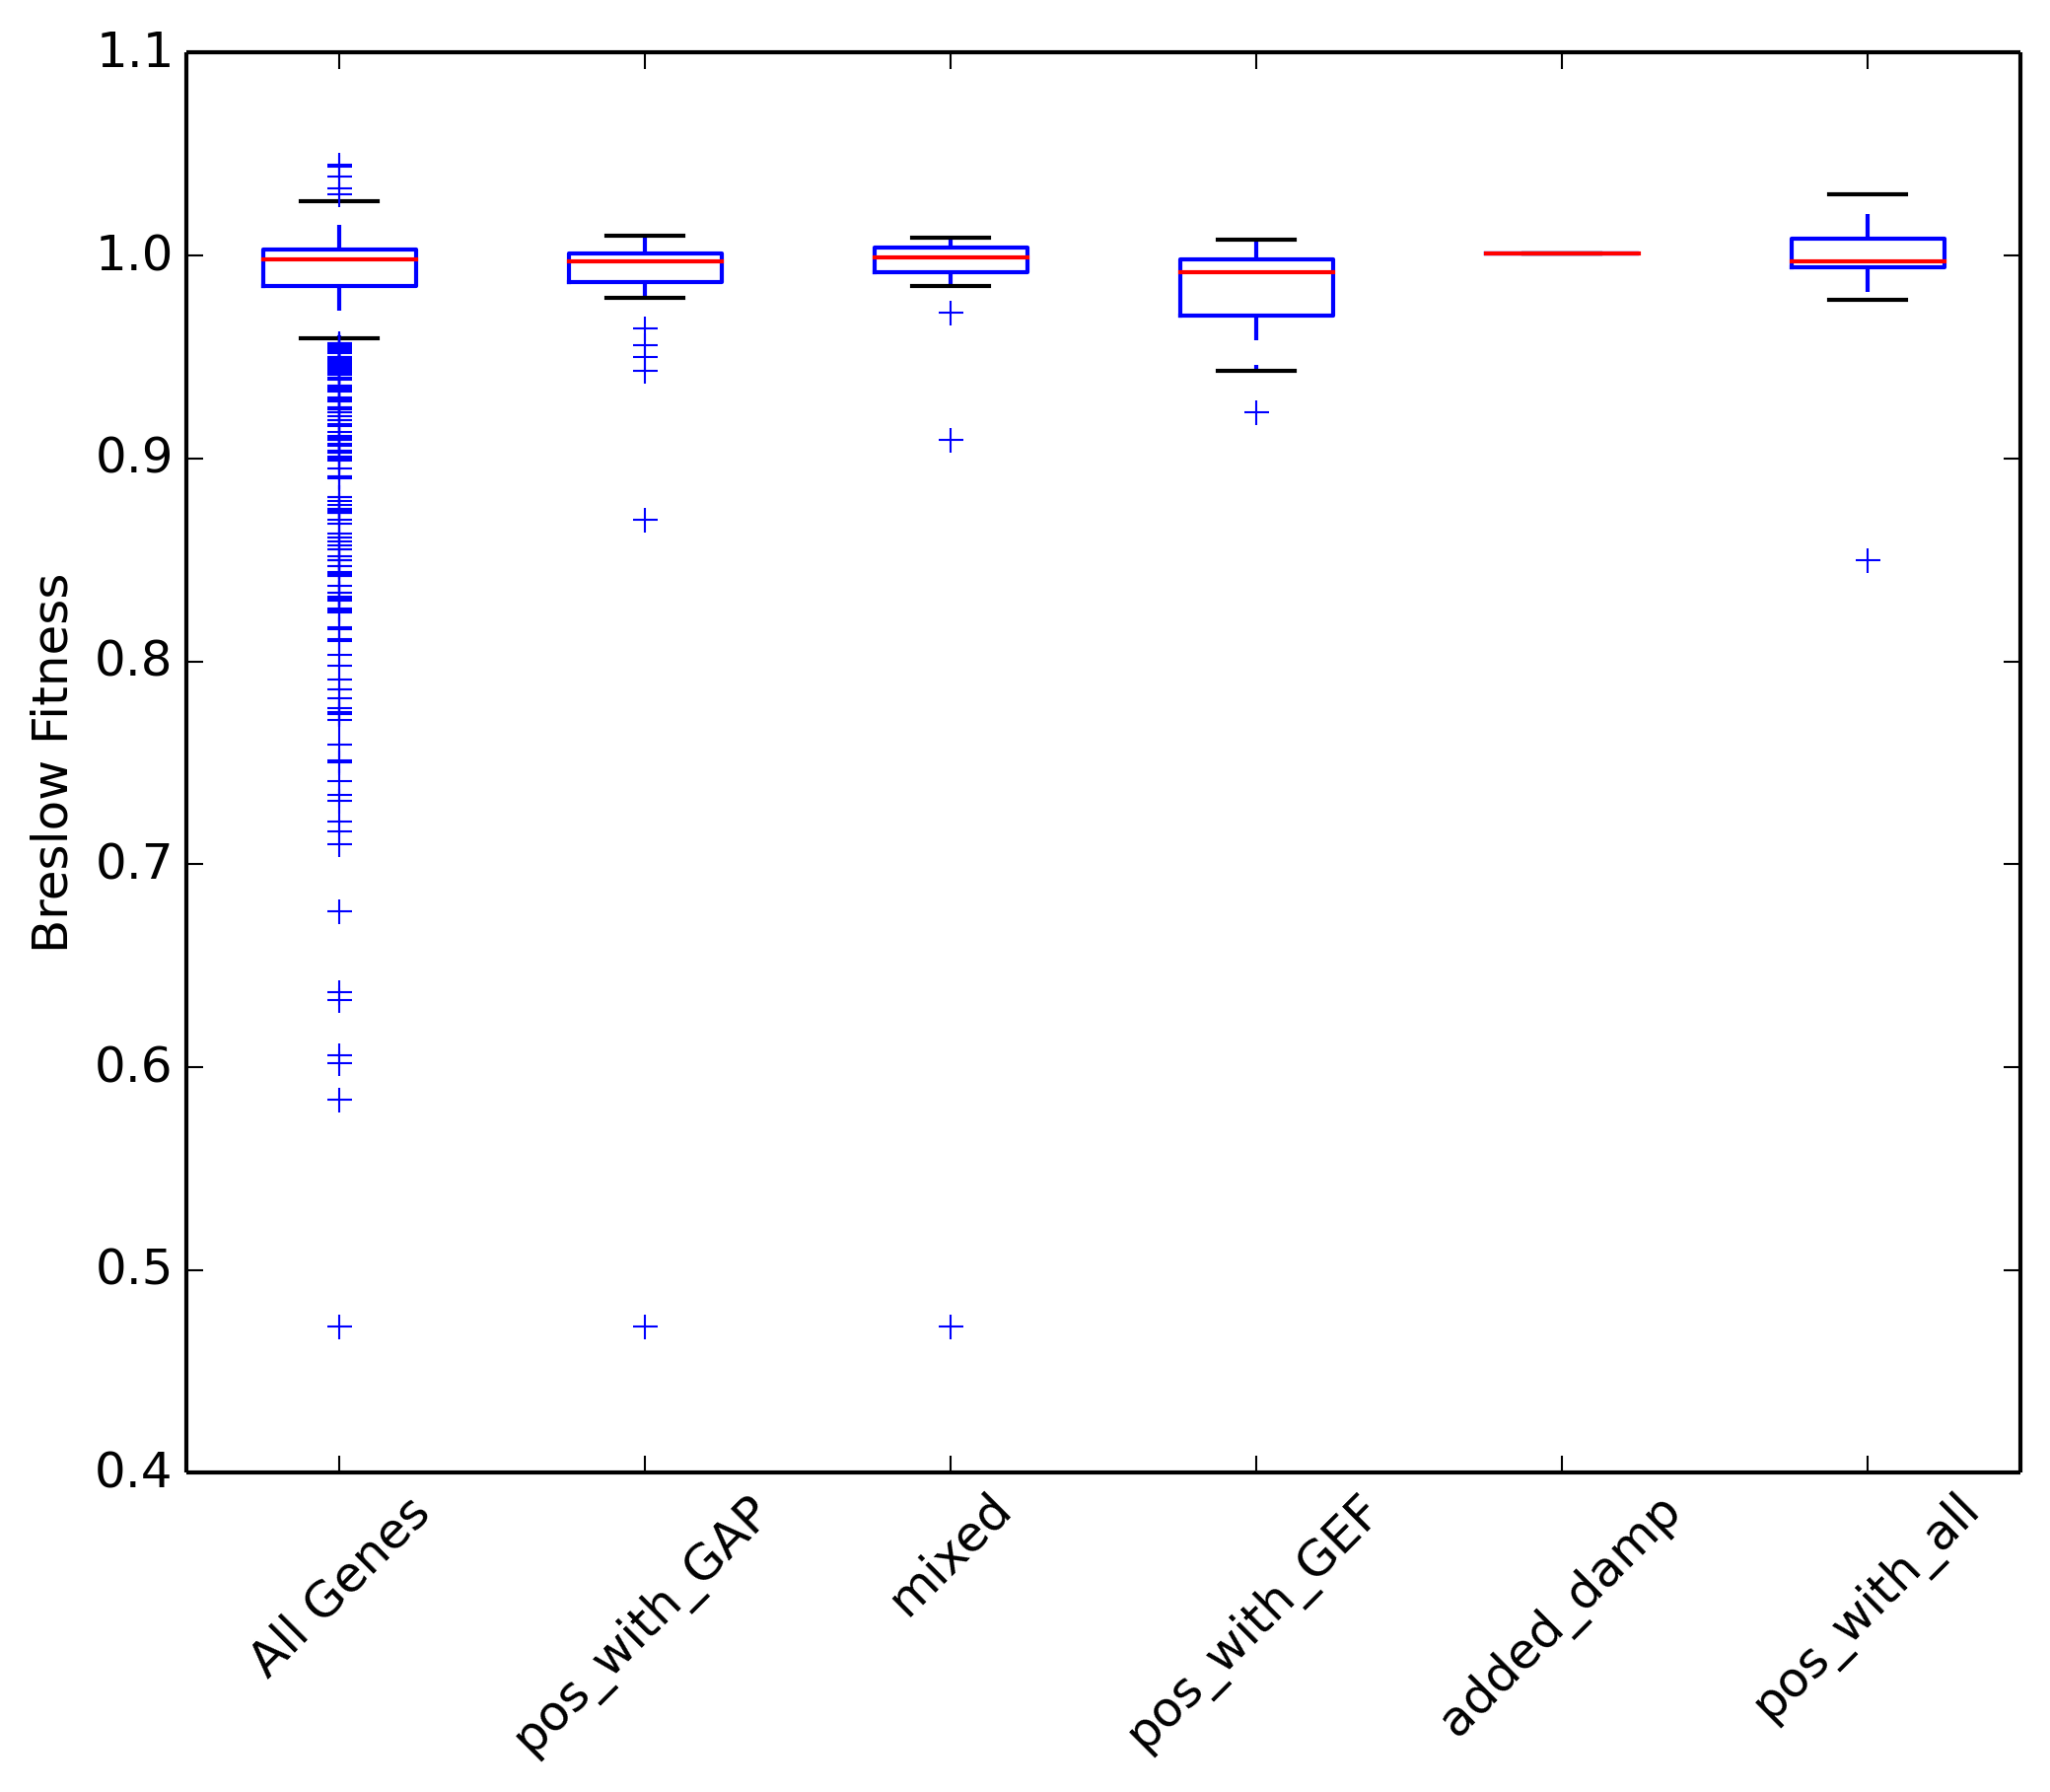 1.1
1.0
0.9
0.8
0.7
0.6
0.5
0.4
Breslow Fitness
All Genes
pos_with_GAP
mixed
pos_with_GEF
added_damp
pos_with_all